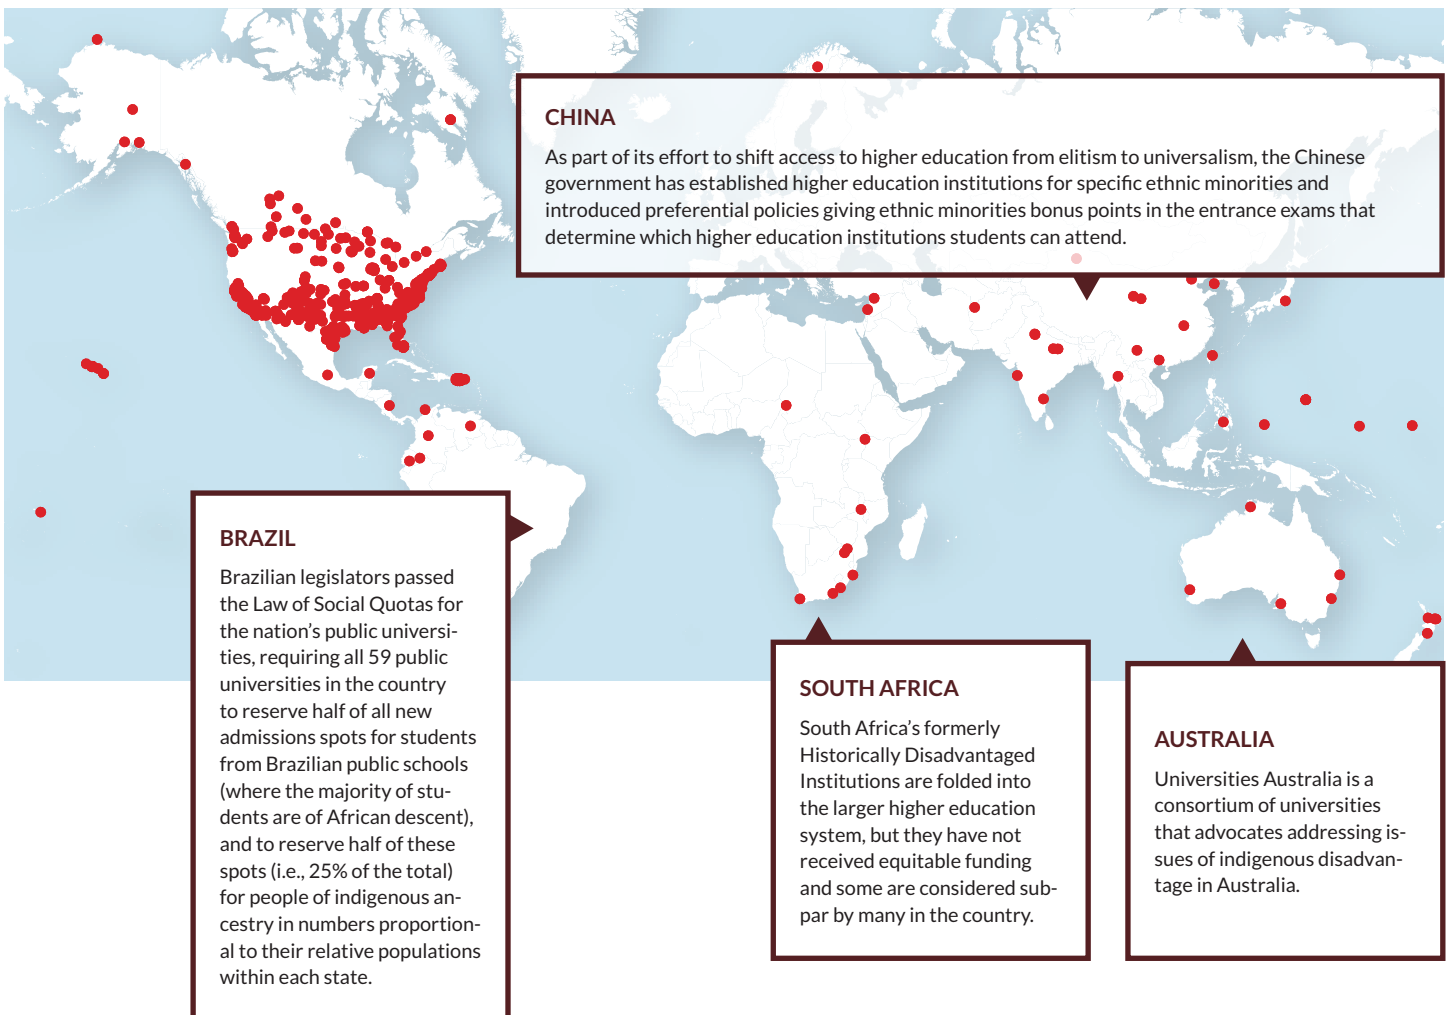 CHINA
As part of its effort to shift access to higher education from elitism to universalism, the Chinese
government has established higher education institutions for specific ethnic minorities and
introduced preferential policies giving ethnic minorities bonus points in the entrance exams that
determine which higher education institutions students can attend.
BRAZIL
Brazilian legislators passed
the Law of Social Quotas for
the nation’s public universi-
ties, requiring all 59 public
universities in the country
to reserve half of all new
admissions spots for students
from Brazilian public schools
(where the majority of stu-
dents are of African descent),
and to reserve half of these
spots (i.e., 25% of the total)
for people of indigenous an-
cestry in numbers proportion-
al to their relative populations
within each state.
SOUTH AFRICA
South Africa’s formerly
Historically Disadvantaged
Institutions are folded into
the larger higher education
system, but they have not
received equitable funding
and some are considered sub-
par by many in the country.
AUSTRALIA
Universities Australia is a
consortium of universities
that advocates addressing is-
sues of indigenous disadvan-
tage in Australia.